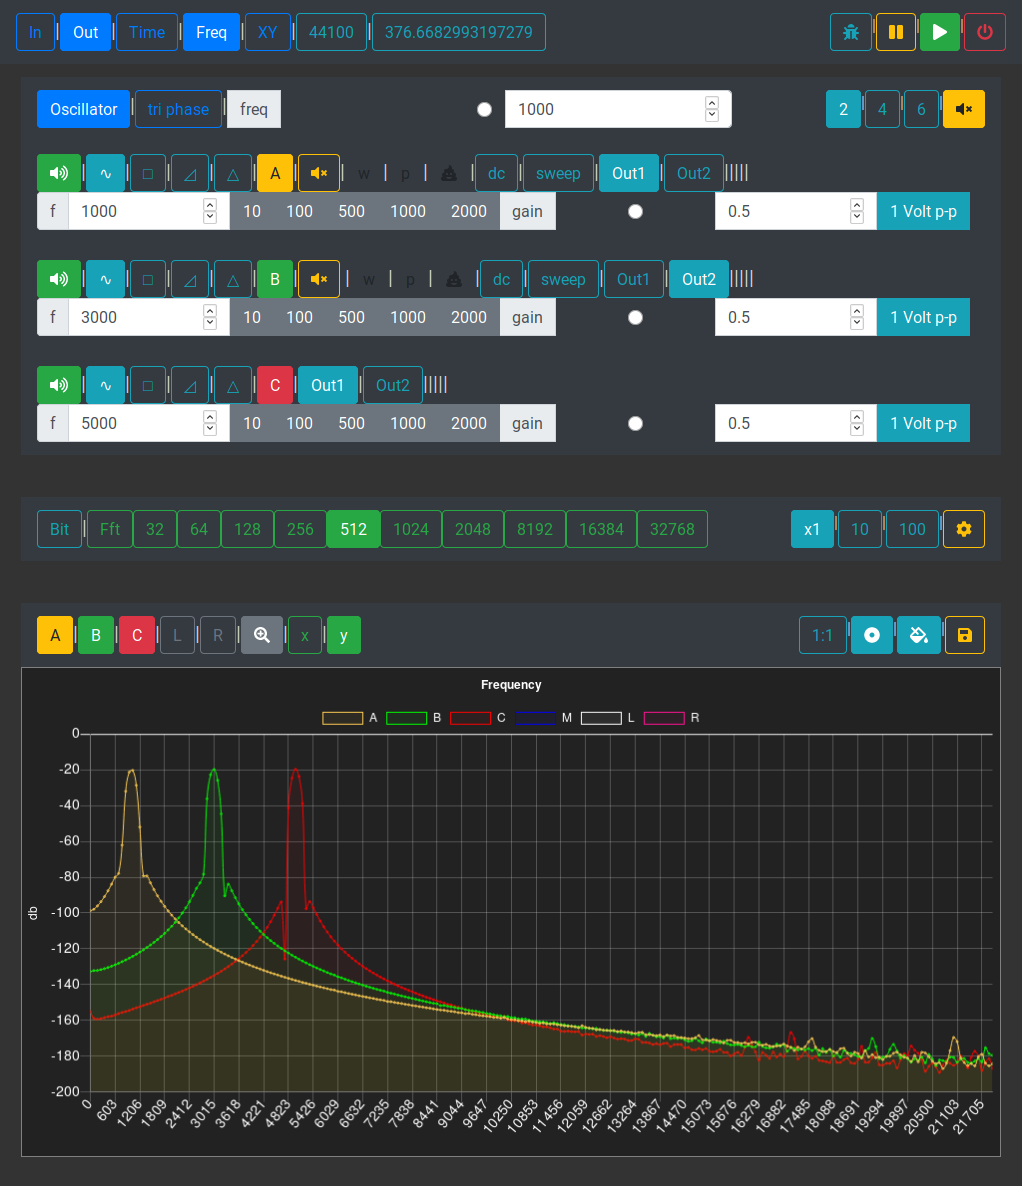 In Out Time Freq XY 44100 376.6682993197279
Oscillator tri phase freq 1000 2 4 6
A w p dc sweep Out1 Out2
f 1000 10 100 500 1000 2000 gain 0.5 1 Volt p-p
B w p dc sweep Out1 Out2
f 3000 10 100 500 1000 2000 gain 0.5 1 Volt p-p
C Out1 Out2
f 5000 10 100 500 1000 2000 gain 0.5 1 Volt p-p
Bit Fft 32 64 128 256 512 1024 2048 8192 16384 32768 x1 10 100
A B C L R x y 1:1
Frequency
A B C M L R
0
-20
-40
-60
-80
-100
-120
-140
-160
-180
-200
db
0 603 1206 1809 2412 3015 3618 4221 4823 5426 6029 6632 7235 7838 8441 9044 9647 10250 10853 11456 12059 12662 13264 13867 14470 15073 15676 16279 16882 17485 18088 18691 19294 19897 20500 21103 21705